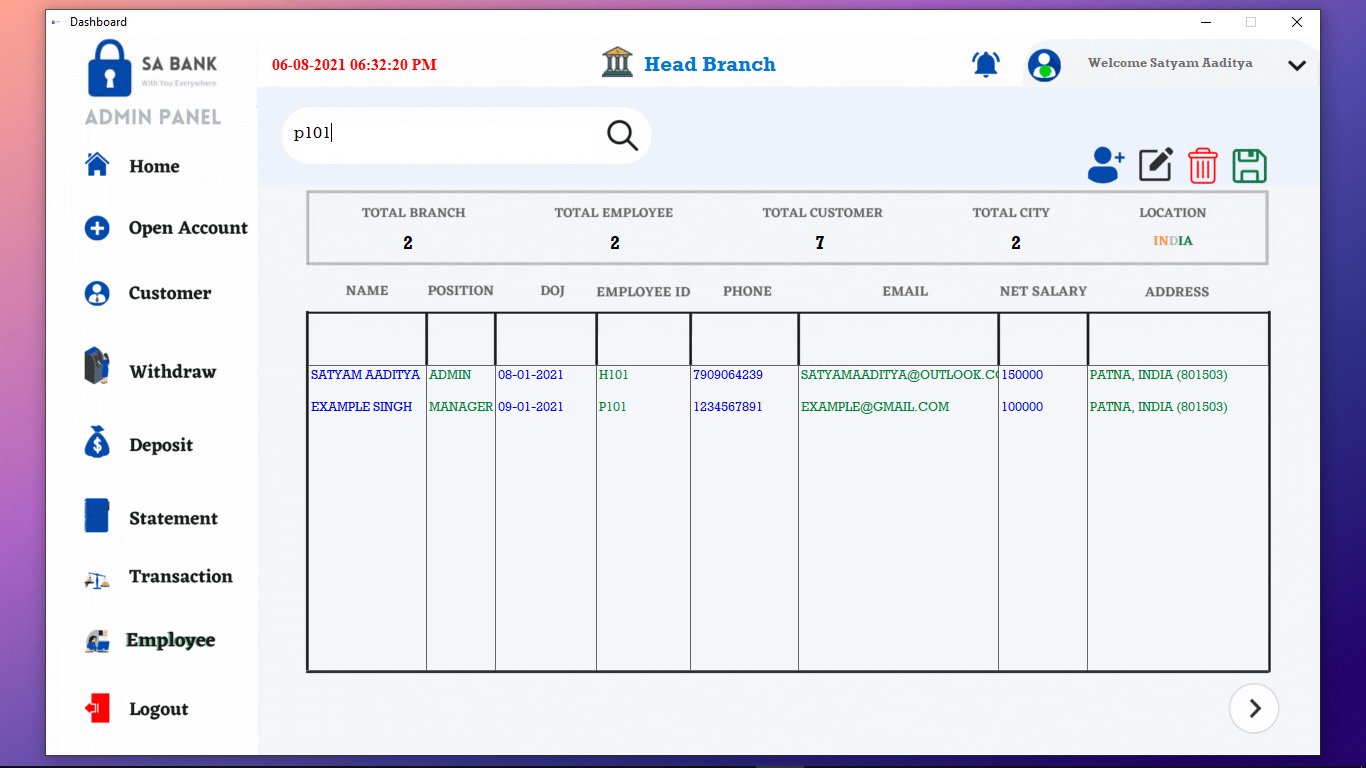 Dashboard
SA BANK
With You Everywhere
ADMIN PANEL
06-08-2021 06:32:20 PM
Head Branch
Welcome Satyam Aaditya
p101
Home
Open Account
Customer
Withdraw
Deposit
Statement
Transaction
Employee
Logout
TOTAL BRANCH TOTAL EMPLOYEE TOTAL CUSTOMER TOTAL CITY LOCATION
2 2 7 2 INDIA
NAME POSITION DOJ EMPLOYEE ID PHONE EMAIL NET SALARY ADDRESS
SATYAM AADITYA ADMIN 08-01-2021 H101 7909064239 SATYAMAADITYA@OUTLOOK.CO 150000 PATNA, INDIA (801503)
EXAMPLE SINGH MANAGER 09-01-2021 P101 1234567891 EXAMPLE@GMAIL.COM 100000 PATNA, INDIA (801503)